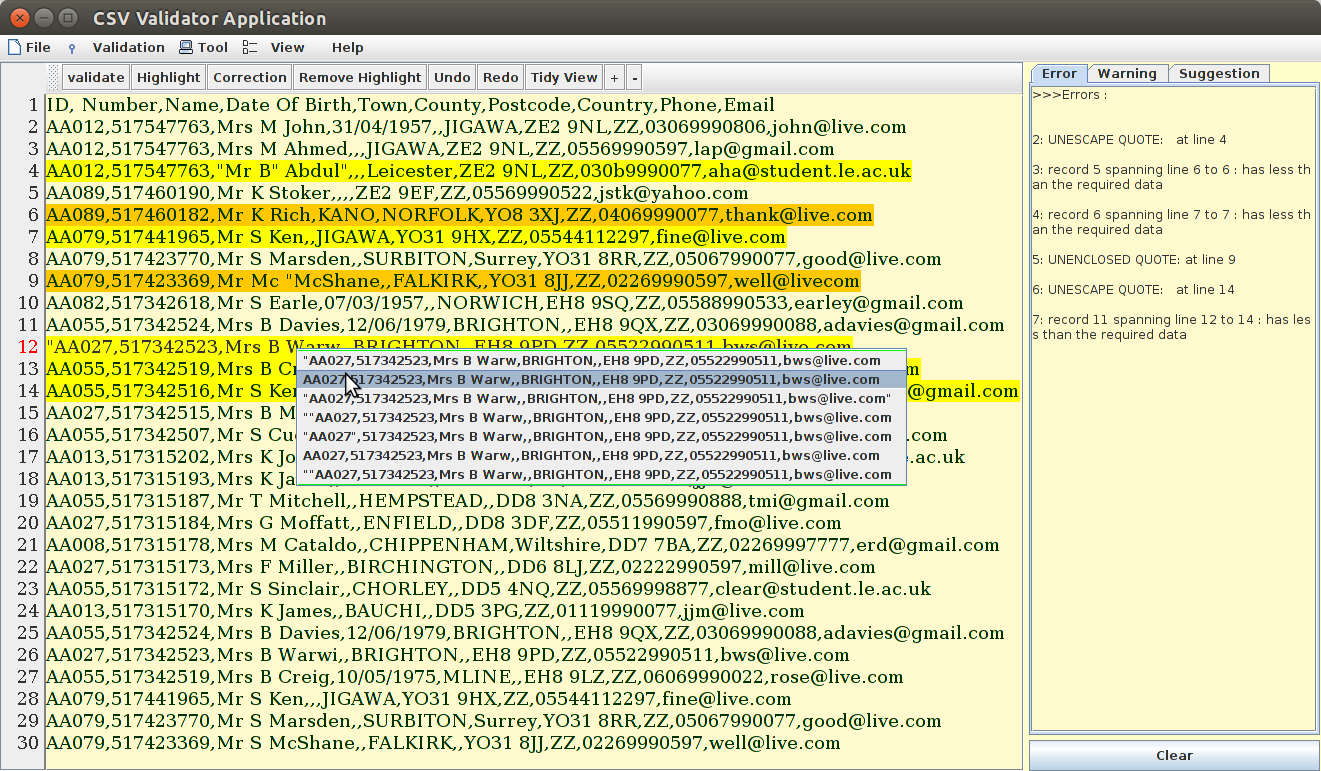 CSV Validator Application
File Validation Tool View Help
validate Highlight Correction Remove Highlight Undo Redo Tidy View + -
1 ID, Number,Name,Date Of Birth,Town,County,Postcode,Country,Phone,Email
2 AA012,517547763,Mrs M John,31/04/1957,,JIGAWA,ZE2 9NL,ZZ,03069990806,john@live.com
3 AA012,517547763,Mrs M Ahmed,,,JIGAWA,ZE2 9NL,ZZ,05569990597,lap@gmail.com
4 AA012,517547763,"Mr B" Abdul",,,Leicester,ZE2 9NL,ZZ,030b9990077,aha@student.le.ac.uk
5 AA089,517460190,Mr K Stoker,,,,ZE2 9EF,ZZ,05569990522,jstk@yahoo.com
6 AA089,517460182,Mr K Rich,KANO,NORFOLK,YO8 3XJ,ZZ,04069990077,thank@live.com
7 AA079,517441965,Mr S Ken,,JIGAWA,YO31 9HX,ZZ,05544112297,fine@live.com
8 AA079,517423770,Mr S Marsden,,SURBITON,Surrey,YO31 8RR,ZZ,05067990077,good@live.com
9 AA079,517423369,Mr Mc "McShane,,FALKIRK,,YO31 8JJ,ZZ,02269990597,well@livecom
10 AA082,517342618,Mr S Earle,07/03/1957,,NORWICH,EH8 9SQ,ZZ,05588990533,earley@gmail.com
11 AA055,517342524,Mrs B Davies,12/06/1979,BRIGHTON,,EH8 9QX,ZZ,03069990088,adavies@gmail.com
12 "AA027,517342523,Mrs B Warw,,BRIGHTON,,EH8 9PD,ZZ,05522990511,bws@live.com
13 AA055,517342519,Mrs B Cr
14 AA055,517342516,Mr S Ke @gmail.com
15 AA027,517342515,Mrs B M
16 AA055,517342507,Mr S Cu .com
17 AA013,517315202,Mrs K Jo .ac.uk
18 AA013,517315193,Mrs K Ja
"AA027,517342523,Mrs B Warw,BRIGHTON,,EH8 9PD,ZZ,05522990511,bws@live.com
AA027,517342523,Mrs B Warw,,BRIGHTON,,EH8 9PD,ZZ,05522990511,bws@live.com
"AA027,517342523,Mrs B Warw,,BRIGHTON,,EH8 9PD,ZZ,05522990511,bws@live.com"
""AA027,517342523,Mrs B Warw,,BRIGHTON,,EH8 9PD,ZZ,05522990511,bws@live.com
"AA027",517342523,Mrs B Warw,,BRIGHTON,,EH8 9PD,ZZ,05522990511,bws@live.com
AA027,517342523,Mrs B Warw,,BRIGHTON,,EH8 9PD,ZZ,05522990511,bws@live.com
""AA027,517342523,Mrs B Warw,,BRIGHTON,,EH8 9PD,ZZ,05522990511,bws@live.com
19 AA055,517315187,Mr T Mitchell,,HEMPSTEAD,,DD8 3NA,ZZ,05569990888,tmi@gmail.com
20 AA027,517315184,Mrs G Moffatt,,ENFIELD,,DD8 3DF,ZZ,05511990597,fmo@live.com
21 AA008,517315178,Mrs M Cataldo,,CHIPPENHAM,Wiltshire,DD7 7BA,ZZ,02269997777,erd@gmail.com
22 AA027,517315173,Mrs F Miller,,BIRCHINGTON,,DD6 8LJ,ZZ,02222990597,mill@live.com
23 AA055,517315172,Mr S Sinclair,,CHORLEY,,DD5 4NQ,ZZ,05569998877,clear@student.le.ac.uk
24 AA013,517315170,Mrs K James,,BAUCHI,,DD5 3PG,ZZ,01119990077,jjm@live.com
25 AA055,517342524,Mrs B Davies,12/06/1979,BRIGHTON,,EH8 9QX,ZZ,03069990088,adavies@gmail.com
26 AA027,517342523,Mrs B Warwi,,BRIGHTON,,EH8 9PD,ZZ,05522990511,bws@live.com
27 AA055,517342519,Mrs B Creig,10/05/1975,MLINE,,EH8 9LZ,ZZ,06069990022,rose@live.com
28 AA079,517441965,Mr S Ken,,,JIGAWA,YO31 9HX,ZZ,05544112297,fine@live.com
29 AA079,517423770,Mr S Marsden,,SURBITON,Surrey,YO31 8RR,ZZ,05067990077,good@live.com
30 AA079,517423369,Mr S McShane,,FALKIRK,,YO31 8JJ,ZZ,02269990597,well@live.com
Error Warning Suggestion
>>>Errors :
2: UNESCAPE QUOTE: at line 4
3: record 5 spanning line 6 to 6 : has less th
an the required data
4: record 6 spanning line 7 to 7 : has less th
an the required data
5: UNENCLOSED QUOTE: at line 9
6: UNESCAPE QUOTE: at line 14
7: record 11 spanning line 12 to 14 : has les
s than the required data
Clear